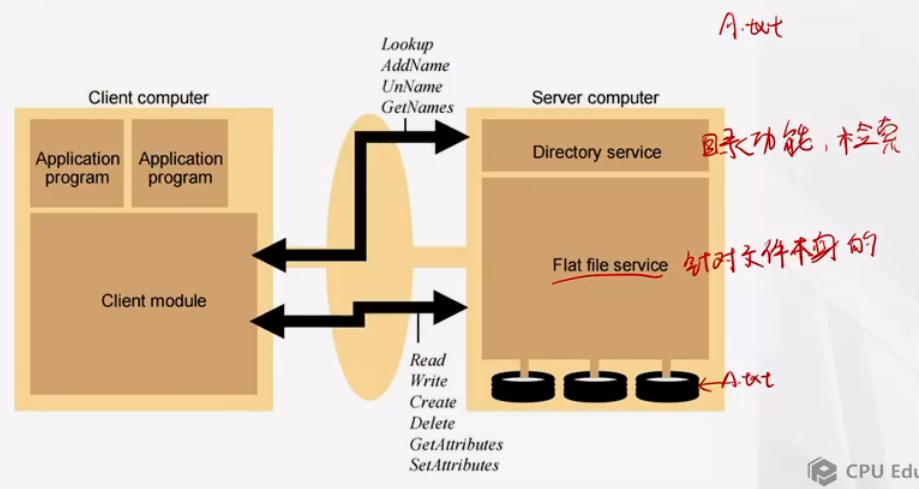 A.txt
Lookup
AddName
UnName
GetNames
Client computer
Server computer
Application
program
Application
program
Directory service
目录功能，检索
Client module
Flat file service
针对文件本身的
Read
Write
Create
Delete
GetAttributes
SetAttributes
A.txt
CPU Edu